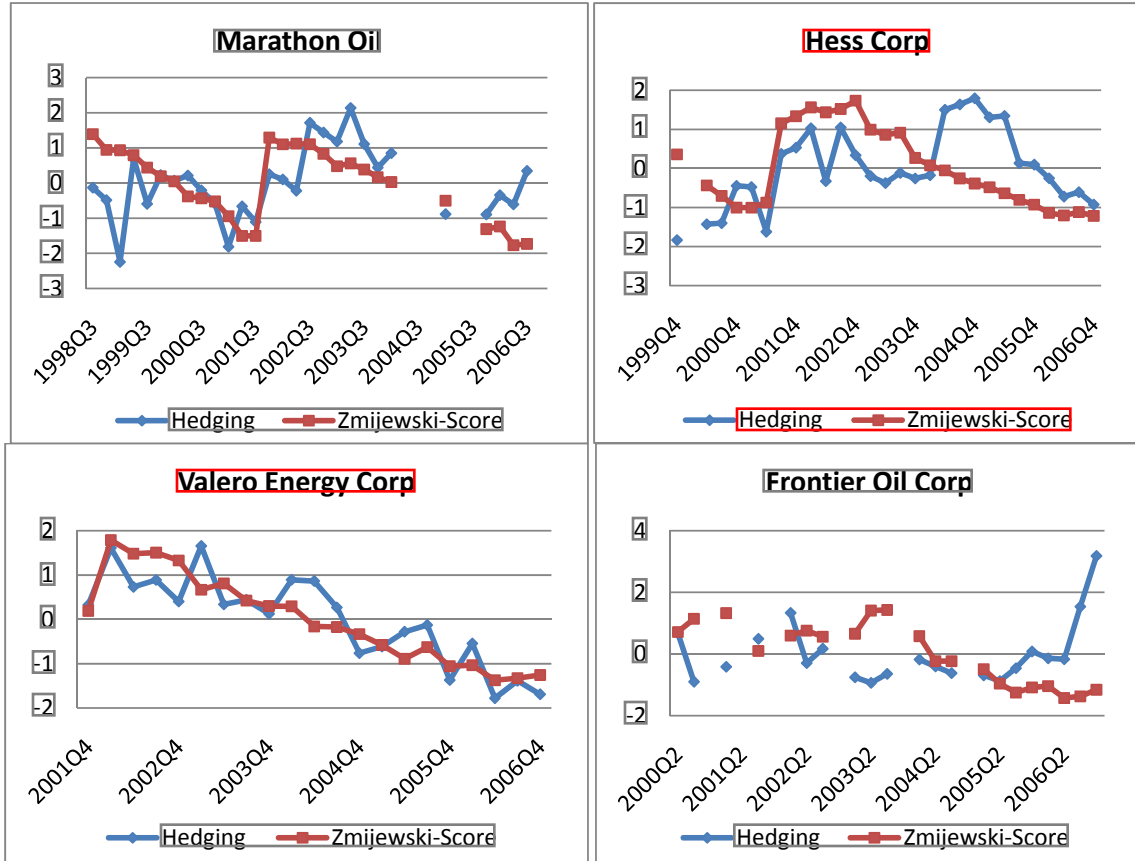 Marathon Oil
3
2
1
0
-1
-2
-3
1998Q3
1999Q3
2000Q3
2001Q3
2002Q3
2003Q3
2004Q3
2005Q3
2006Q3
Hedging Zmijewski-Score
Hess Corp
2
1
0
-1
-2
-3
1999Q4
2000Q4
2001Q4
2002Q4
2003Q4
2004Q4
2005Q4
2006Q4
Hedging Zmijewski-Score
Valero Energy Corp
2
1
0
-1
-2
2001Q4
2002Q4
2003Q4
2004Q4
2005Q4
2006Q4
Hedging Zmijewski-Score
Frontier Oil Corp
4
2
0
-2
2000Q2
2001Q2
2002Q2
2003Q2
2004Q2
2005Q2
2006Q2
Hedging Zmijewski-Score